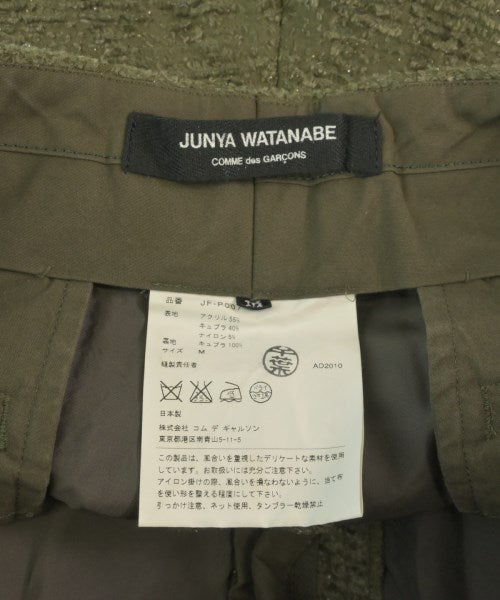 JUNYA WATANABE
COMME des GARÇONS
品番 JF-P007
表地 アクリル 55%
キュプラ 40%
ナイロン 5%
裏地 キュプラ 100%
サイズ M
縫製責任者
千葉
AD2010
日本製
株式会社 コム デ ギャルソン
東京都港区南青山5-11-5
この製品は、風合いを重視したデリケートな素材を使用
しています。お取扱いには充分ご注意下さい。
アイロン掛けの際、風合いを損なわないように、当て布
を使い形を整える程度にして下さい。
引っかけ注意、ネット使用、タンブラー乾燥禁止